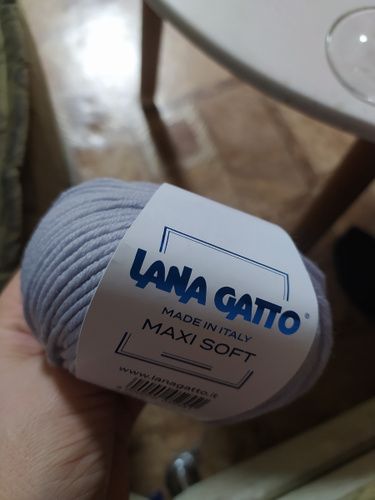 LANA GATTO®
MADE IN ITALY
MAXI SOFT
www.lanagatto.it